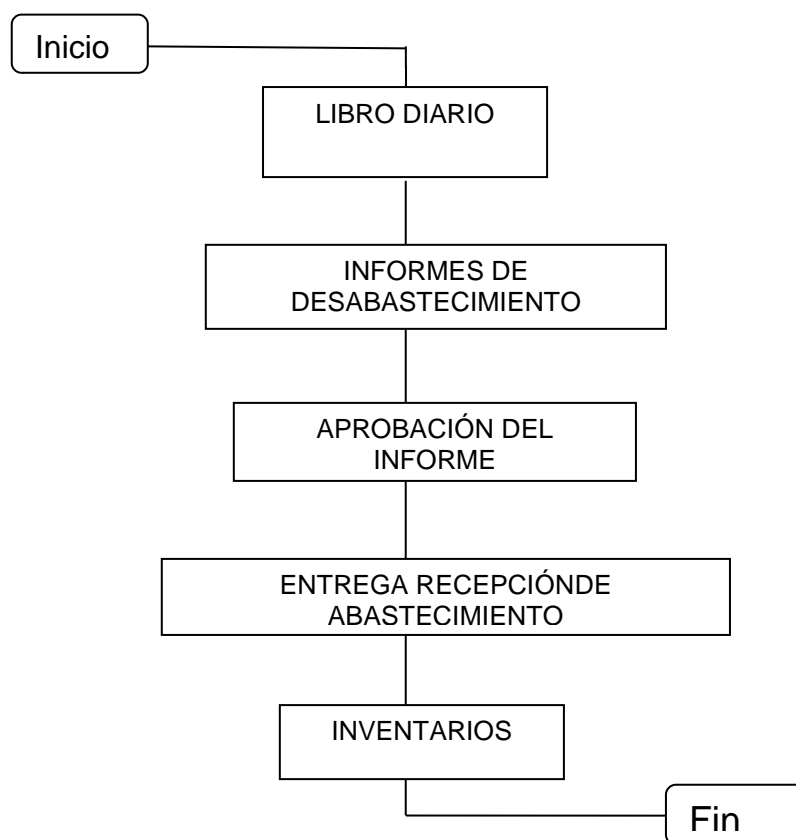 Inicio
LIBRO DIARIO
INFORMES DE
DESABASTECIMIENTO
APROBACIÓN DEL
INFORME
ENTREGA RECEPCIÓNDE
ABASTECIMIENTO
INVENTARIOS
Fin